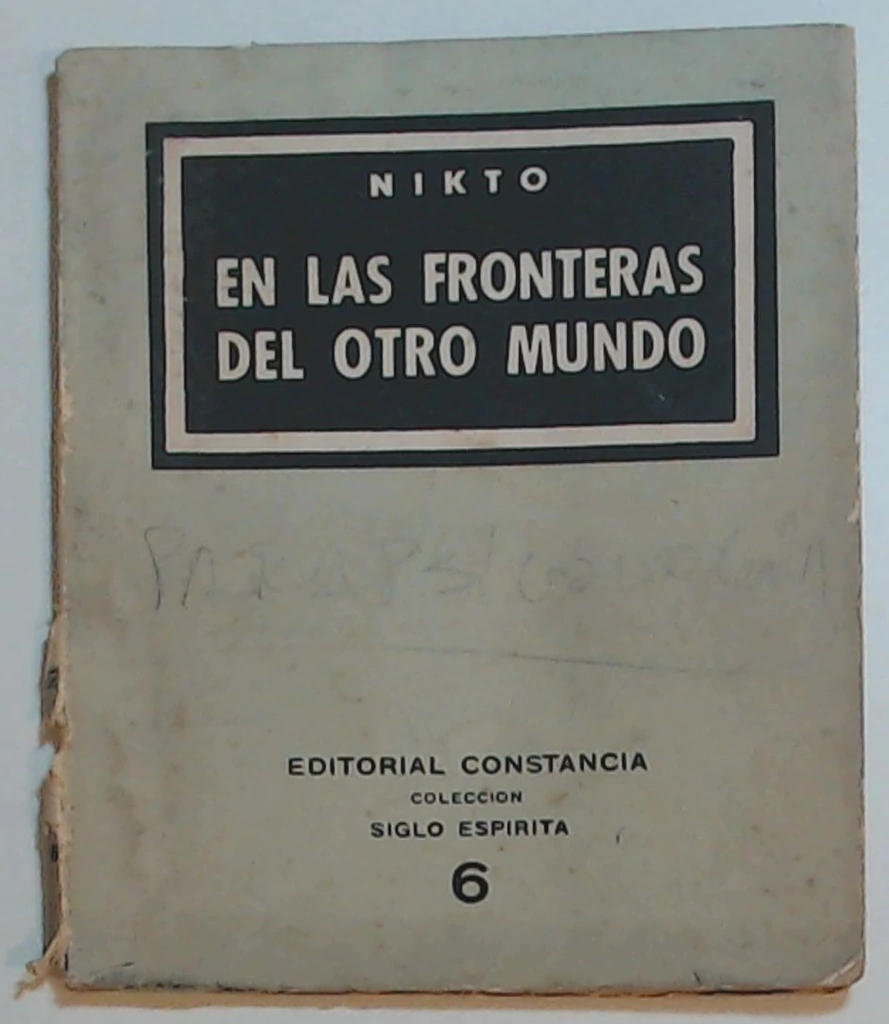 NIKTO
EN LAS FRONTERAS
DEL OTRO MUNDO
EDITORIAL CONSTANCIA
COLECCION
SIGLO ESPIRITA
6